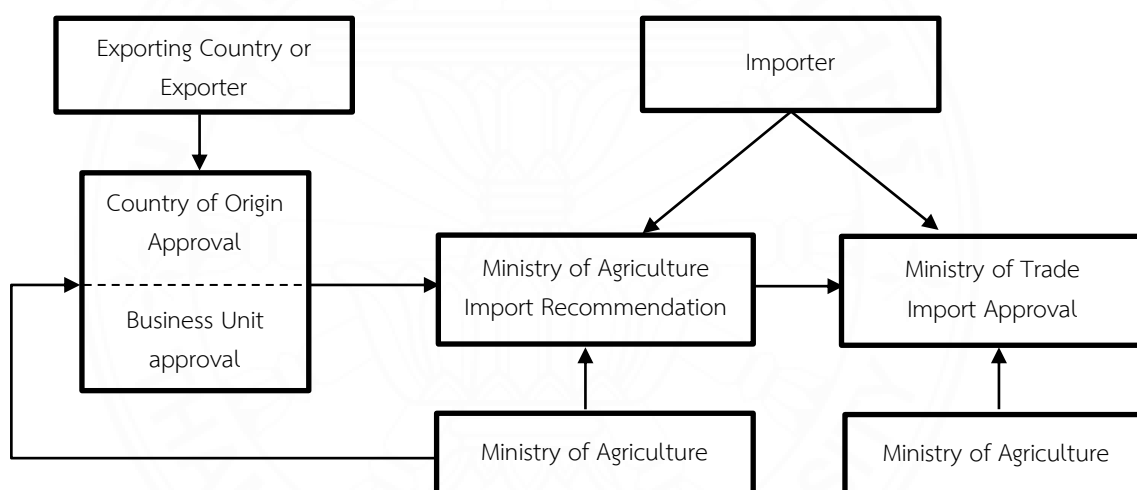 Exporting Country or
Exporter
Importer
Country of Origin
Approval
Business Unit
approval
Ministry of Agriculture
Import Recommendation
Ministry of Trade
Import Approval
Ministry of Agriculture
Ministry of Agriculture